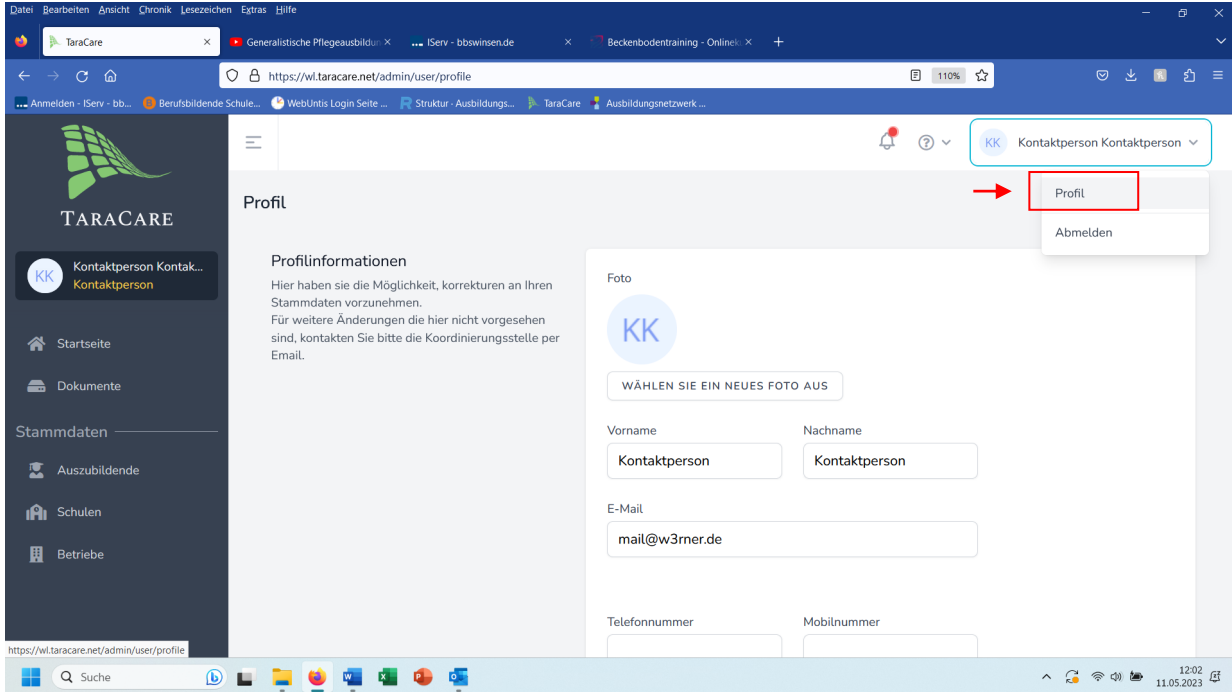 Datei Bearbeiten Ansicht Chronik Lesezeichen Extras Hilfe
TaraCare
Generalistische Pflegeausbildun
IServ - bbswinsen.de
Beckenbodentraining - Onlineku
https://wl.taracare.net/admin/user/profile
110%
Anmelden - IServ - bb...
Berufsbildende Schule...
WebUntis Login Seite ...
Struktur - Ausbildungs...
TaraCare
Ausbildungsnetzwerk ...
TARACARE
KK
Kontaktperson Kontaktperson
Profil
Abmelden
Profil
KK
Kontaktperson Kontak...
Kontaktperson
Startseite
Dokumente
Stammdaten
Auszubildende
Schulen
Betriebe
Profilinformationen
Hier haben sie die Möglichkeit, korrekturen an Ihren
Stammdaten vorzunehmen.
Für weitere Änderungen die hier nicht vorgesehen
sind, kontakten Sie bitte die Koordinierungsstelle per
Email.
Foto
KK
WÄHLEN SIE EIN NEUES FOTO AUS
Vorname
Nachname
Kontaktperson
Kontaktperson
E-Mail
mail@w3rner.de
Telefonnummer
Mobilnummer
https://wl.taracare.net/admin/user/profile
Suche
12:02
11.05.2023